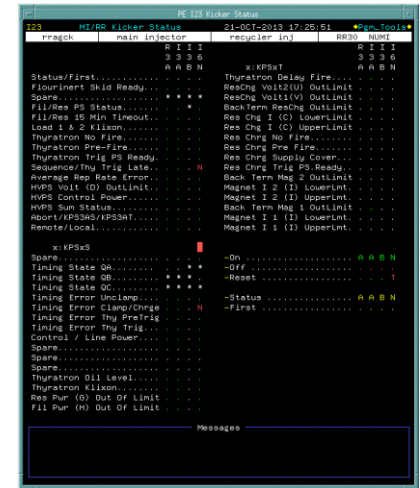 PE I23 Kicker Status
I23 MI/RR Kicker Status 21-OCT-2013 17:25:51 ◆Pgm_Tools◆
rragck main injector recycler inj RR30 NUMI
R I I I R I I I
3 3 3 6 3 3 3 6
A A B N x:KPSxT A A B N
Status/First.... . . . . Thyratron Delay Fire.... . . . .
Flourinert Skid Ready... . . . . ResChg Volt2(U) OutLimit . . . .
Spare................... * * * * ResChg Volt1(V) OutLimit . . . .
Fil/Res PS Status....... . . * . BackTerm ResChg OutLimit . . . .
Fil/Res 15 Min Timeout.. . . . . Res Chg I (C) LowerLimt. . . . .
Load 1 & 2 Klixon....... . . . . Res Chg I (C) UpperLimit . . . .
Thyratron No Fire....... . . . . Res Chrg No Fire........ . . . .
Thyratron Pre-Fire...... . . . . Res Chrg Pre Fire....... . . . .
Thyratron Trig PS Ready. . . . . Res Chrg Supply Cover... . . . .
Sequence/Thy Trig Late.. . . . N Res Chrg Trig PS.Ready.. . . . .
Average Rep Rate Error.. . . . . Back Term Mag 2 OutLimit . . . .
HVPS Volt (D) OutLimit.. . . . . Magnet I 2 (I) LowerLmt. . . . .
HVPS Control Power...... . . . . Magnet I 2 (I) UpperLmt. . . . .
HVPS Sum Status......... . . . . Back Term Mag 1 OutLimit . . . .
Abort/KPS3AS/KPS3AT..... . . . . Magnet I 1 (I) LowerLmt. . . . .
Remote/Local............ . . . . Magnet I 1 (I) UpperLmt. . . . .
x:KPSxS
Spare................... . . . . -On .................... A A B N
Timing State QA......... . . * * -Off ................... . . . .
Timing State QB......... * * * . -Reset ................. . . . T
Timing State QC......... * * * *
Timing Error Unclamp.... . . . . -Status ................ A A B N
Timing Error Clamp/Chrge . . . N -First ................. . . . .
Timing Error Thy PreTrig . . . .
Timing Error Thy Trig... . . . .
Control / Line Power.... . . . .
Spare................... . . . .
Spare................... . . . .
Spare................... . . . .
Thyratron Oil Level..... . . . .
Thyratron Klixon........ . . . .
Res Pwr (G) Out Of Limit . . . .
Fil Pwr (H) Out Of Limit . . . .
Messages